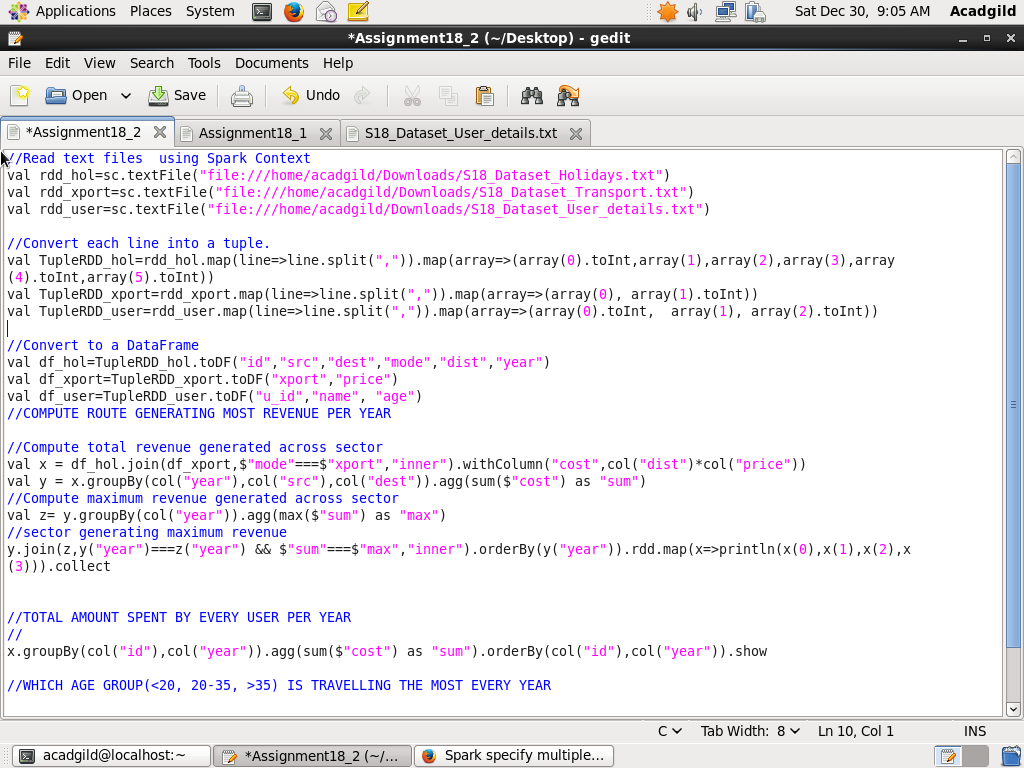 Applications Places System Sat Dec 30, 9:05 AM Acadgild
*Assignment18_2 (~/Desktop) - gedit
File Edit View Search Tools Documents Help
Open Save Undo
*Assignment18_2 Assignment18_1 S18_Dataset_User_details.txt
//Read text files  using Spark Context
val rdd_hol=sc.textFile("file:///home/acadgild/Downloads/S18_Dataset_Holidays.txt")
val rdd_xport=sc.textFile("file:///home/acadgild/Downloads/S18_Dataset_Transport.txt")
val rdd_user=sc.textFile("file:///home/acadgild/Downloads/S18_Dataset_User_details.txt")
//Convert each line into a tuple.
val TupleRDD_hol=rdd_hol.map(line=>line.split(",")).map(array=>(array(0).toInt,array(1),array(2),array(3),array
(4).toInt,array(5).toInt))
val TupleRDD_xport=rdd_xport.map(line=>line.split(",")).map(array=>(array(0), array(1).toInt))
val TupleRDD_user=rdd_user.map(line=>line.split(",")).map(array=>(array(0).toInt,  array(1), array(2).toInt))
//Convert to a DataFrame
val df_hol=TupleRDD_hol.toDF("id","src","dest","mode","dist","year")
val df_xport=TupleRDD_xport.toDF("xport","price")
val df_user=TupleRDD_user.toDF("u_id","name", "age")
//COMPUTE ROUTE GENERATING MOST REVENUE PER YEAR
//Compute total revenue generated across sector
val x = df_hol.join(df_xport,$"mode"===$"xport","inner").withColumn("cost",col("dist")*col("price"))
val y = x.groupBy(col("year"),col("src"),col("dest")).agg(sum($"cost") as "sum")
//Compute maximum revenue generated across sector
val z= y.groupBy(col("year")).agg(max($"sum") as "max")
//sector generating maximum revenue
y.join(z,y("year")===z("year") && $"sum"===$"max","inner").orderBy(y("year")).rdd.map(x=>println(x(0),x(1),x(2),x
(3))).collect
//TOTAL AMOUNT SPENT BY EVERY USER PER YEAR
//
x.groupBy(col("id"),col("year")).agg(sum($"cost") as "sum").orderBy(col("id"),col("year")).show
//WHICH AGE GROUP(<20, 20-35, >35) IS TRAVELLING THE MOST EVERY YEAR
C Tab Width: 8 Ln 10, Col 1 INS
acadgild@localhost:~ *Assignment18_2 (~/... Spark specify multiple...